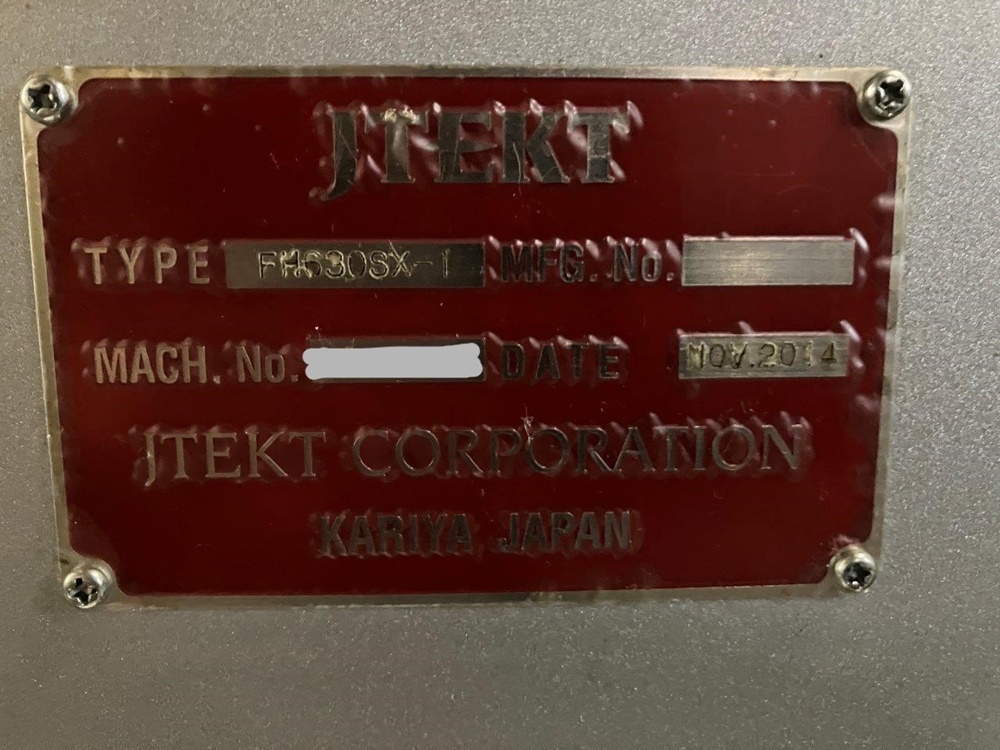 JTEKT
TYPE FH630SX-1 MFG. No.
MACH. No. DATE NOV.2014
JTEKT CORPORATION
KARIYA JAPAN